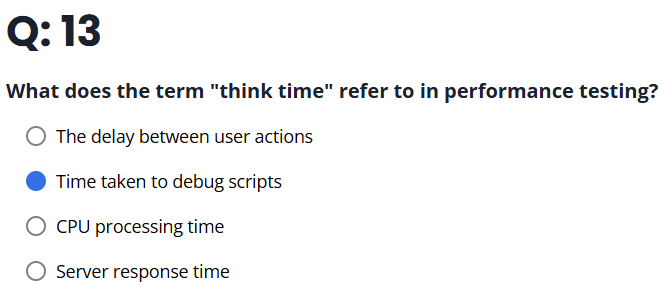 Q: 13
What does the term "think time" refer to in performance testing?
The delay between user actions
Time taken to debug scripts
CPU processing time
Server response time